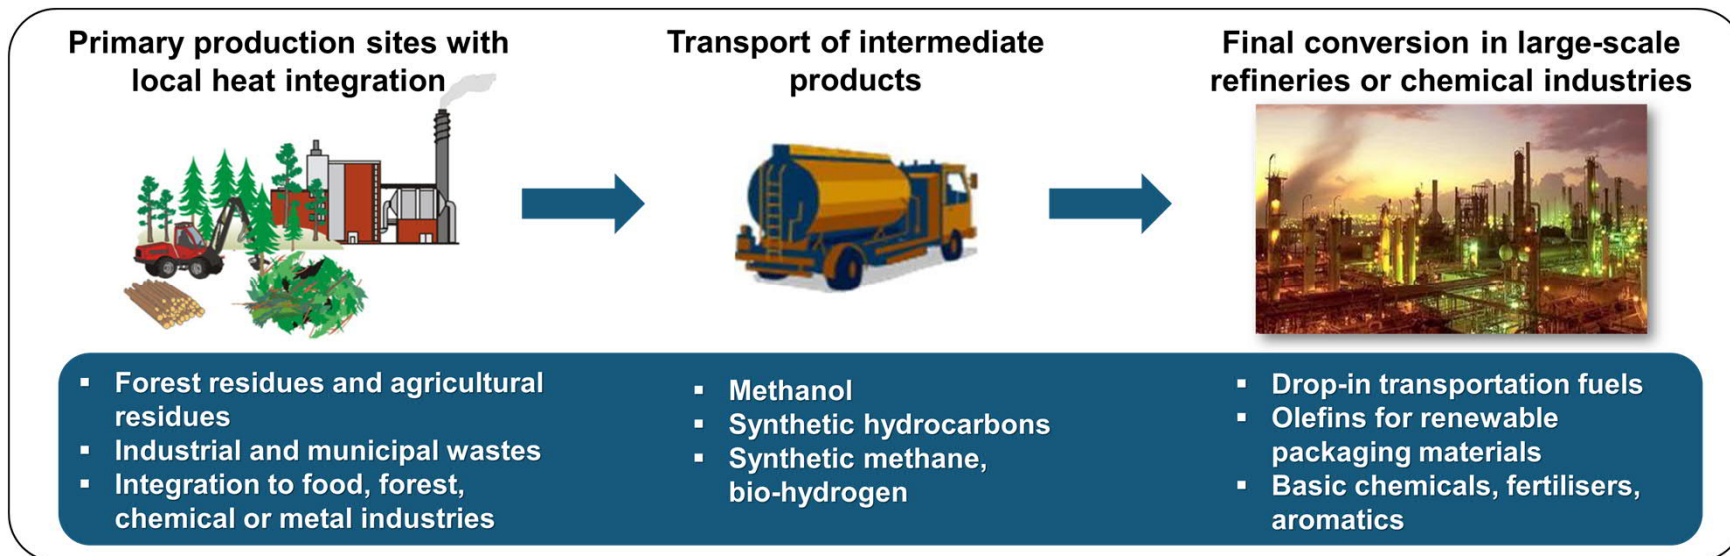 Primary production sites with
local heat integration
Transport of intermediate
products
Final conversion in large-scale
refineries or chemical industries
▪ Forest residues and agricultural
residues
▪ Industrial and municipal wastes
▪ Integration to food, forest,
chemical or metal industries
▪ Methanol
▪ Synthetic hydrocarbons
▪ Synthetic methane,
bio-hydrogen
▪ Drop-in transportation fuels
▪ Olefins for renewable
packaging materials
▪ Basic chemicals, fertilisers,
aromatics